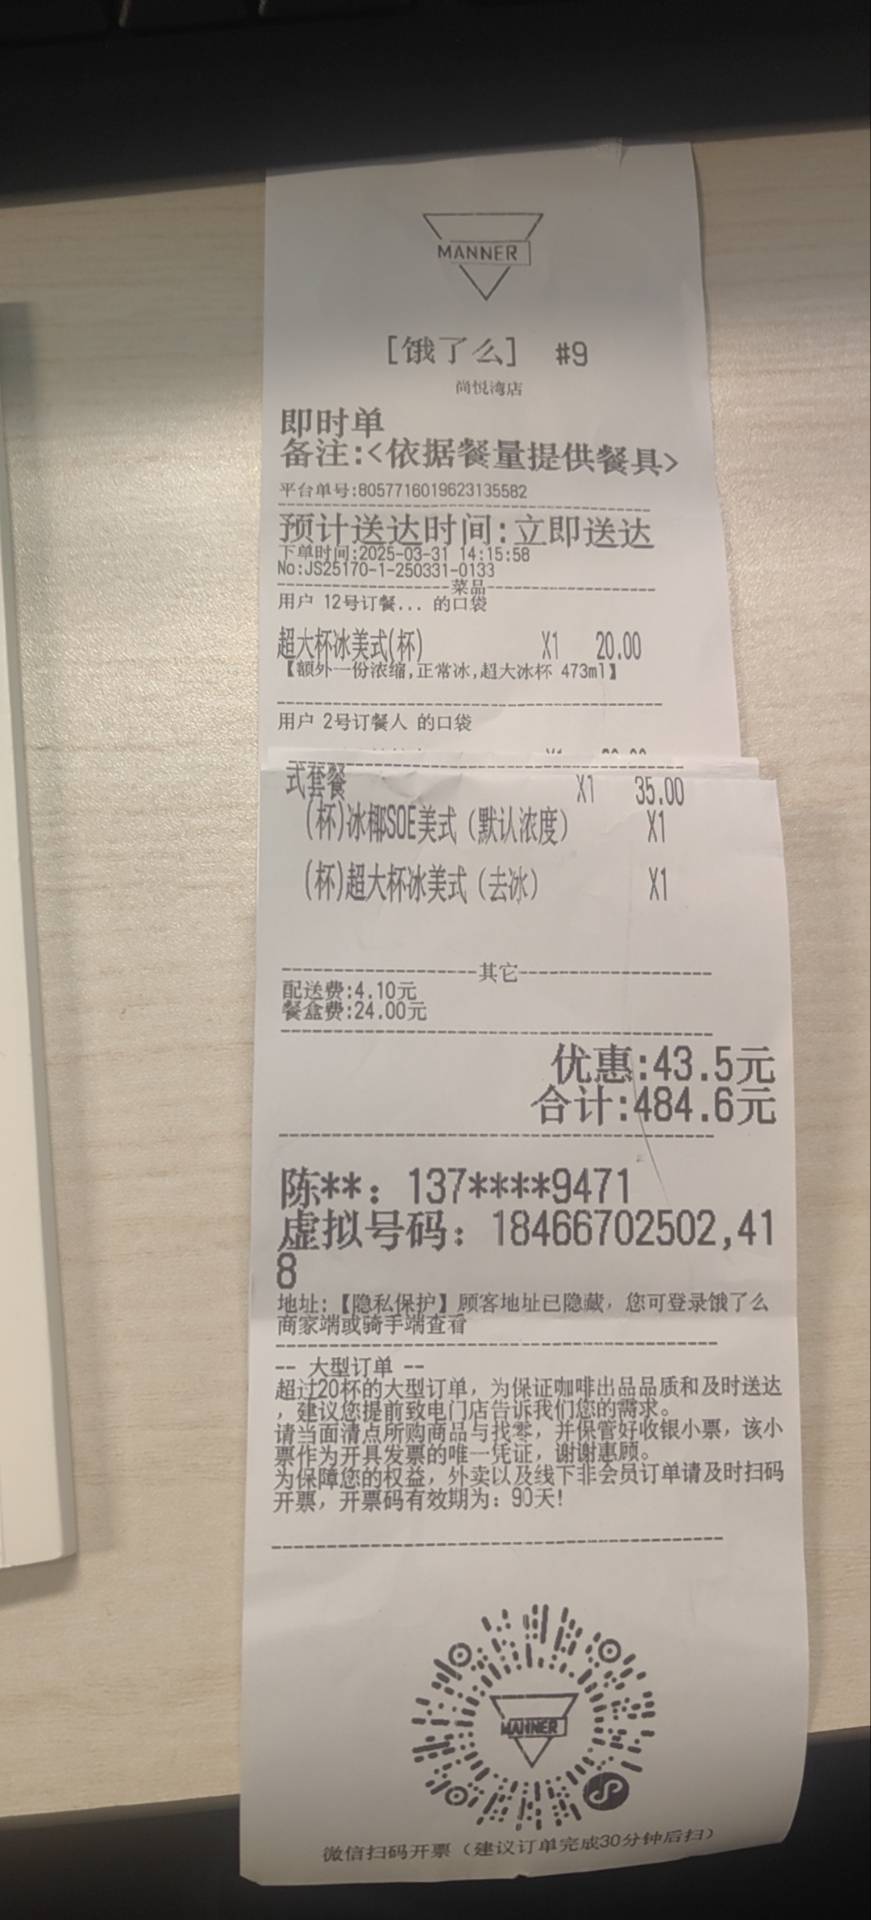 MANNER
[饿了么] #9
尚悦湾店
即时单
备注:<依据餐量提供餐具>
平台单号:8057716019623135582
预计送达时间:立即送达
下单时间:2025-03-31 14:15:58
No:JS25170-1-250331-0133
菜品
用户 12号订餐... 的口袋
超大杯冰美式(杯) X1 20.00
【额外一份浓缩,正常冰,超大冰杯 473ml】
用户 2号订餐人 的口袋
式套餐 X1 35.00
(杯)冰椰SOE美式（默认浓度） X1
(杯)超大杯冰美式（去冰） X1
其它
配送费:4.10元
餐盒费:24.00元
优惠:43.5元
合计:484.6元
陈**: 137****9471
虚拟号码: 18466702502,41
8
地址:【隐私保护】顾客地址已隐藏，您可登录饿了么
商家端或骑手端查看
-- 大型订单 --
超过20杯的大型订单，为保证咖啡出品品质和及时送达
，建议您提前致电门店告诉我们您的需求。
请当面清点所购商品与找零，并保管好收银小票，该小
票作为开具发票的唯一凭证，谢谢惠顾。
为保障您的权益，外卖以及线下非会员订单请及时扫码
开票，开票码有效期为：90天!
MANNER
微信扫码开票（建议订单完成30分钟后扫）